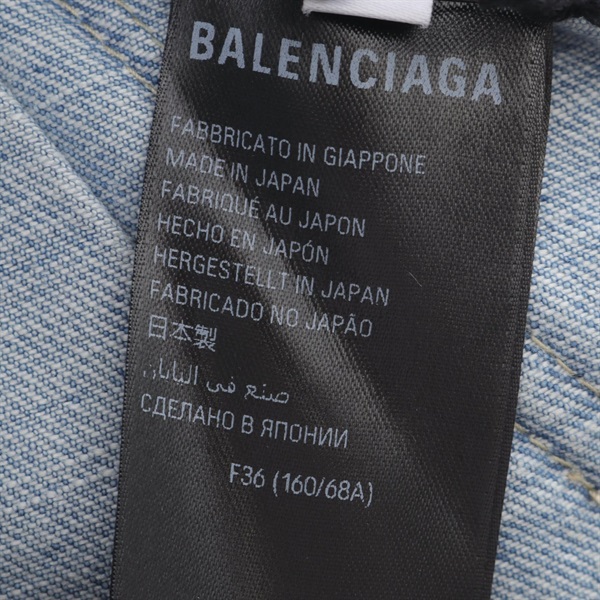 BALENCIAGA
FABBRICATO IN GIAPPONE
MADE IN JAPAN
FABRIQUÉ AU JAPON
HECHO EN JAPÓN
HERGESTELLT IN JAPAN
FABRICADO NO JAPÃO
日本製
صنع في اليابان
СДЕЛАНО В ЯПОНИИ
F36 (160/68A)